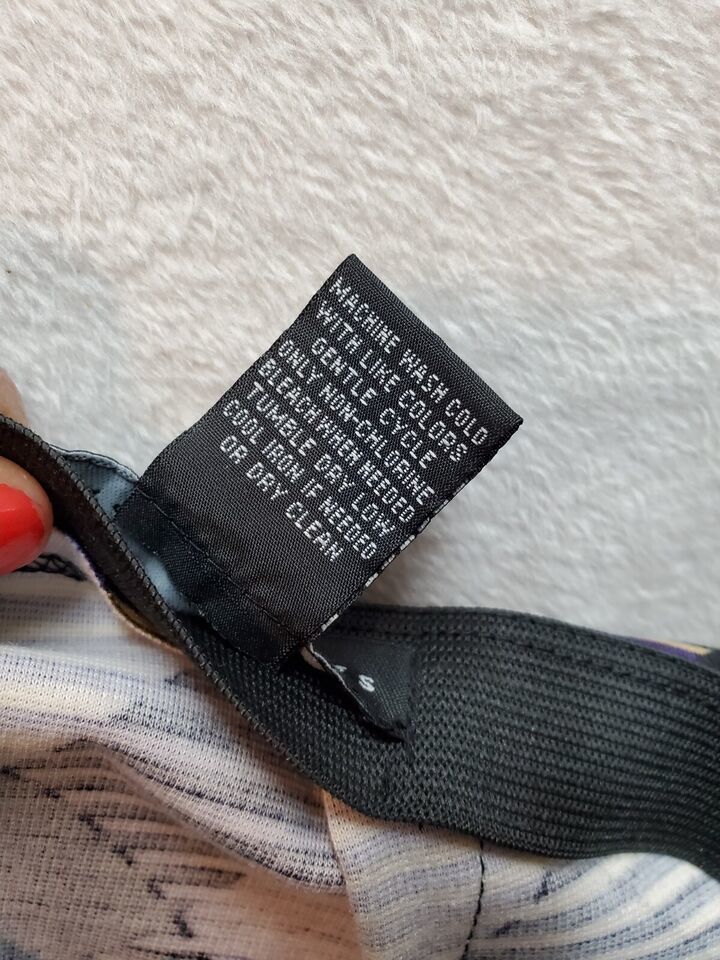 MACHINE WASH COLD
WITH LIKE COLORS
GENTLE CYCLE
ONLY NON-CHLORINE
BLEACH WHEN NEEDED
TUMBLE DRY LOW
COOL IRON IF NEEDED
OR DRY CLEAN
S